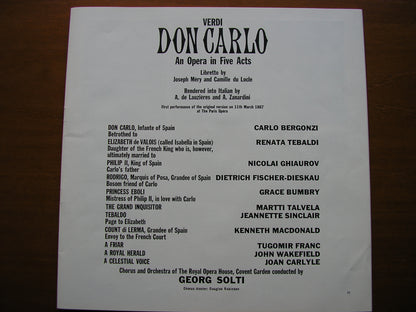 VERDI
DON CARLO
An Opera in Five Acts
Libretto by
Joseph Méry and Camille du Locle
Rendered into Italian by
A. de Lauzieres and A. Zanardini
First performance of the original version on 11th March 1867
at The Paris Opera
DON CARLO, Infante of Spain CARLO BERGONZI
Betrothed to
ELIZABETH de VALOIS (called Isabella in Spain) RENATA TEBALDI
Daughter of the French King who is, however,
ultimately married to
PHILIP II, King of Spain NICOLAI GHIAUROV
Carlo's father
RODRIGO, Marquis of Posa, Grandee of Spain DIETRICH FISCHER-DIESKAU
Bosom friend of Carlo
PRINCESS EBOLI GRACE BUMBRY
Mistress of Philip II, in love with Carlo
THE GRAND INQUISITOR MARTTI TALVELA
TEBALDO JEANNETTE SINCLAIR
Page to Elizabeth
COUNT di LERMA, Grandee of Spain KENNETH MACDONALD
Envoy to the French Court
A FRIAR TUGOMIR FRANC
A ROYAL HERALD JOHN WAKEFIELD
A CELESTIAL VOICE JOAN CARLYLE
Chorus and Orchestra of The Royal Opera House, Covent Garden conducted by
GEORG SOLTI
Chorus master: Douglas Robinson